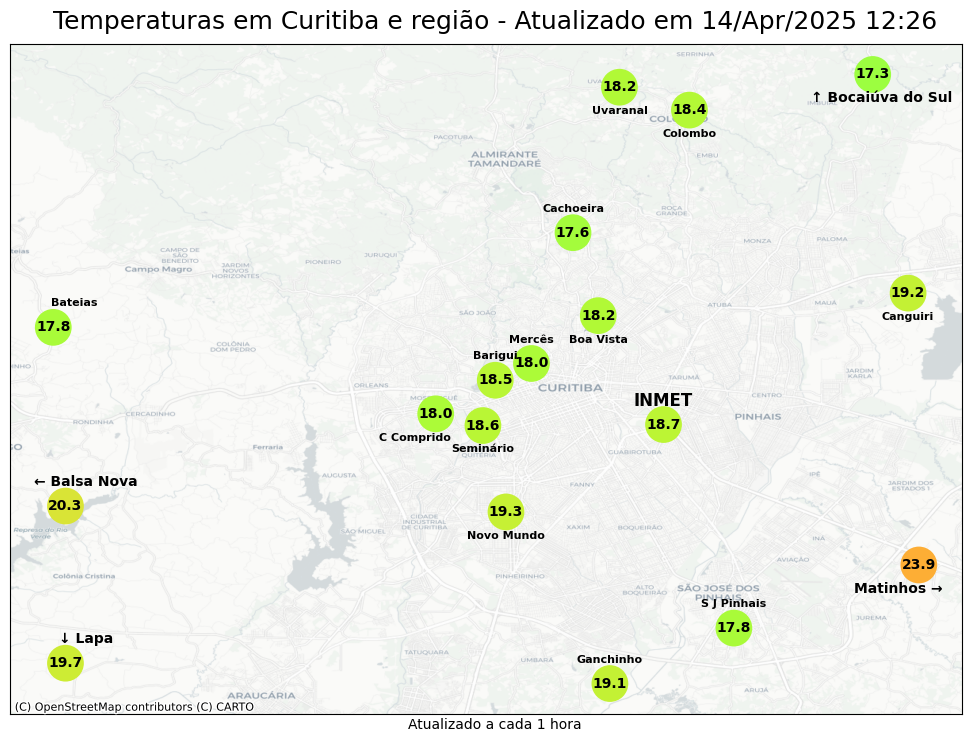 Temperaturas em Curitiba e região - Atualizado em 14/Apr/2025 12:26
SERRINHA
17.3
UVA
18.2
↑ Bocaiúva do Sul
Uvaranal
18.4
Colombo
PACOTUBA
ALMIRANTE
TAMANDARÉ
EMBU
Cachoeira
ROÇA
GRANDE
17.6
MONZA
PALOMA
CAMPO DE
SÃO
BENEDITO
JURUQUI
PIONEIRO
Campo Magro
JARDIM
NOVOS
HORIZONTES
19.2
Canguiri
Bateias
17.8
ATUBA
MAUÁ
SÃO JOÃO
18.2
Boa Vista
COLÔNIA
DOM PEDRO
Mercês
18.0
Barigui
18.5
JARDIM
KARLA
TARUMÃ
ORLEANS
CURITIBA
CENTRO
INMET
18.7
PINHAIS
18.0
C Comprido
18.6
Seminário
CERCADINHO
RONDINHA
Ferraria
CUABIROTUBA
AUGUSTA
IPÊ
JARDIM DOS
ESTADOS I
FANNY
← Balsa Nova
20.3
19.3
Novo Mundo
CIDADE
INDUSTRIAL
DE CURITIBA
XAXIM
BOQUEIRÃO
SÃO MIGUEL
Represa do Rio
Verde
INÁ
AVIAÇÃO
23.9
Matinhos →
Colônia Cristina
PINHEIRINHO
ALTO
BOQUEIRÃO
SÃO JOSÉ DOS
PINHAIS
S J Pinhais
17.8
JUREMA
↓ Lapa
19.7
TATUQUARA
UMBARÁ
Ganchinho
19.1
ARUJÁ
ARAUCÁRIA
(C) OpenStreetMap contributors (C) CARTO
Atualizado a cada 1 hora